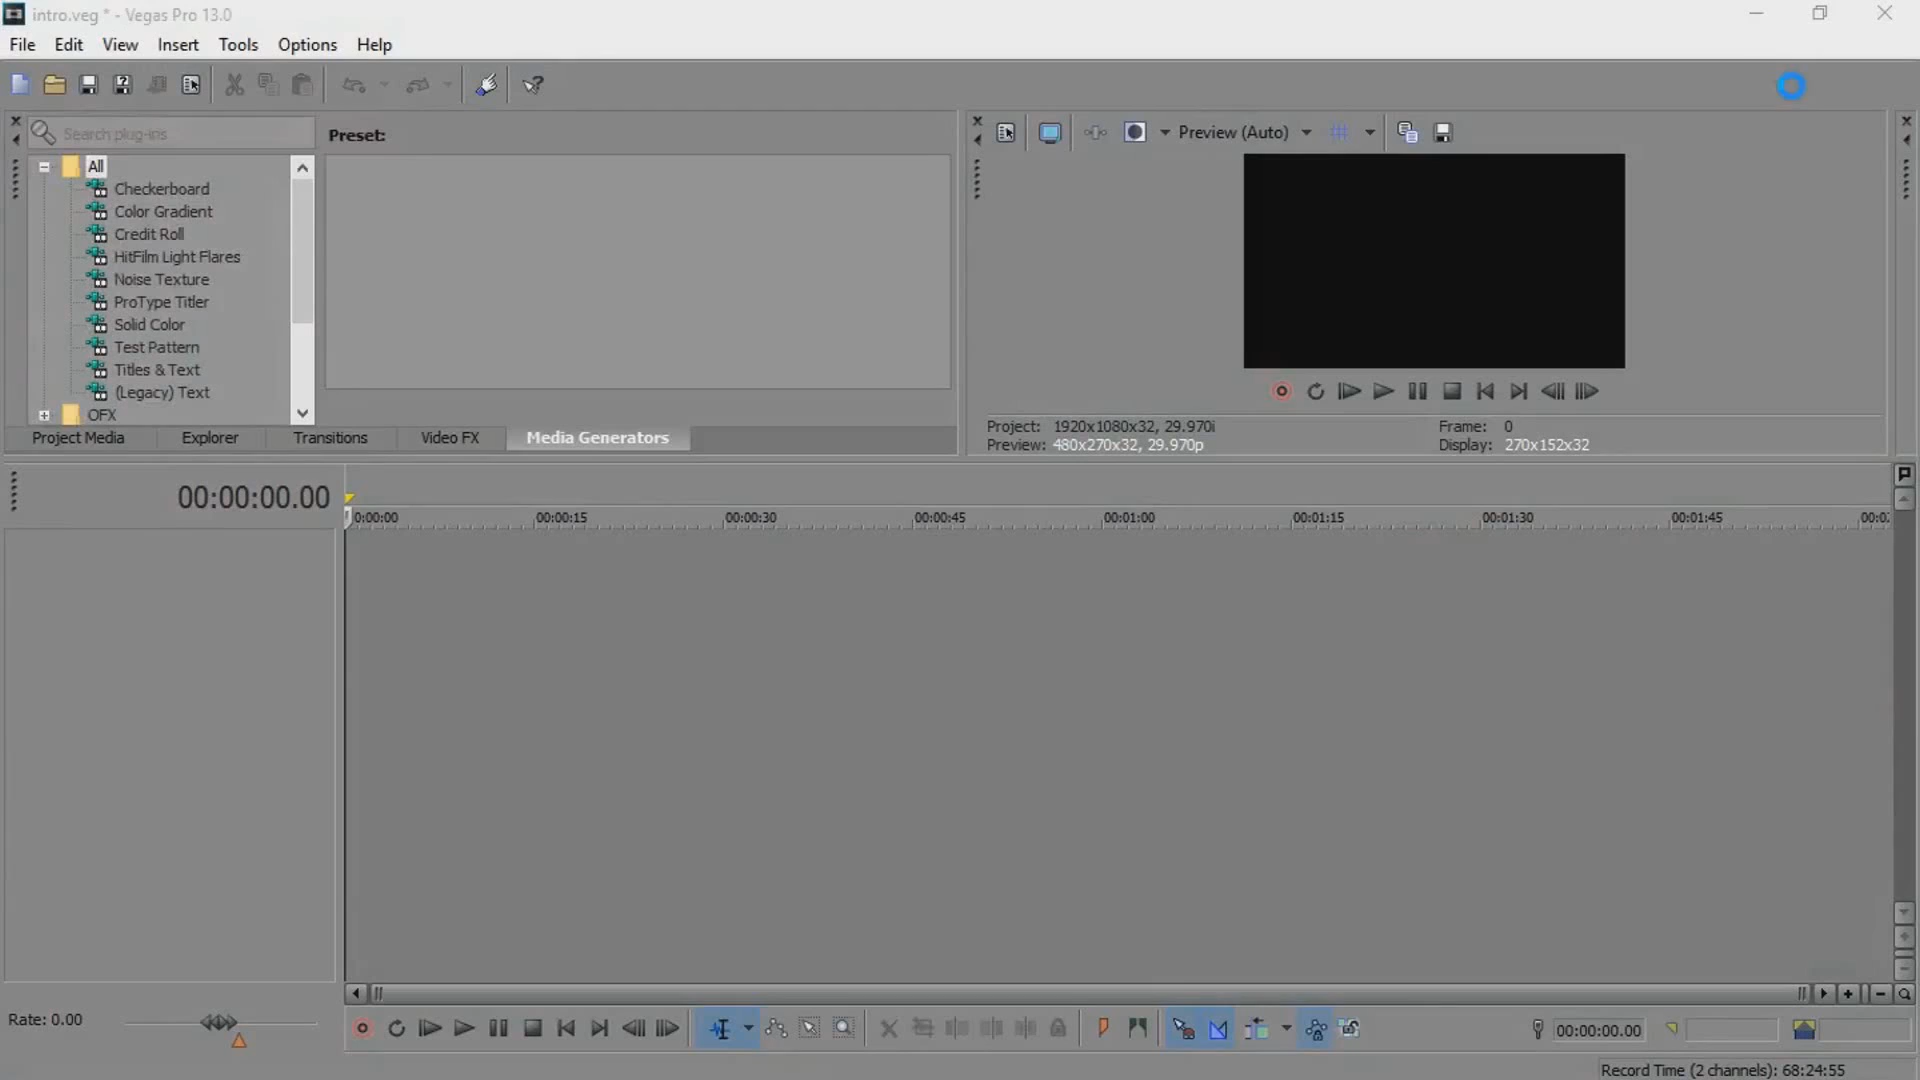 intro.veg * - Vegas Pro 13.0
File Edit View Insert Tools Options Help
Search plug-ins
Preset:
Preview (Auto)
All
Checkerboard
Color Gradient
Credit Roll
HitFilm Light Flares
Noise Texture
ProType Titler
Solid Color
Test Pattern
Titles & Text
(Legacy) Text
OFX
Project Media Explorer Transitions Video FX Media Generators
Project: 1920x1080x32, 29.970i Frame: 0
Preview: 480x270x32, 29.970p Display: 270x152x32
00:00:00.00
0:00:00 00:00:15 00:00:30 00:00:45 00:01:00 00:01:15 00:01:30 00:01:45 00:0
Rate: 0.00
00:00:00.00
Record Time (2 channels): 68:24:55